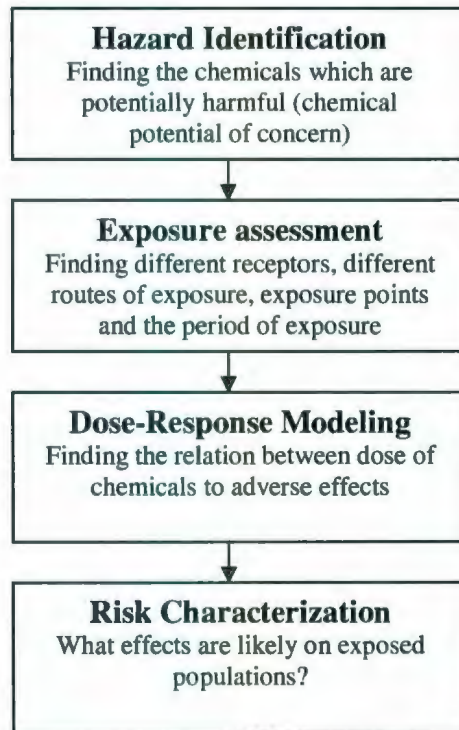 Hazard Identification
Finding the chemicals which are
potentially harmful (chemical
potential of concern)
Exposure assessment
Finding different receptors, different
routes of exposure, exposure points
and the period of exposure
Dose-Response Modeling
Finding the relation between dose of
chemicals to adverse effects
Risk Characterization
What effects are likely on exposed
populations?